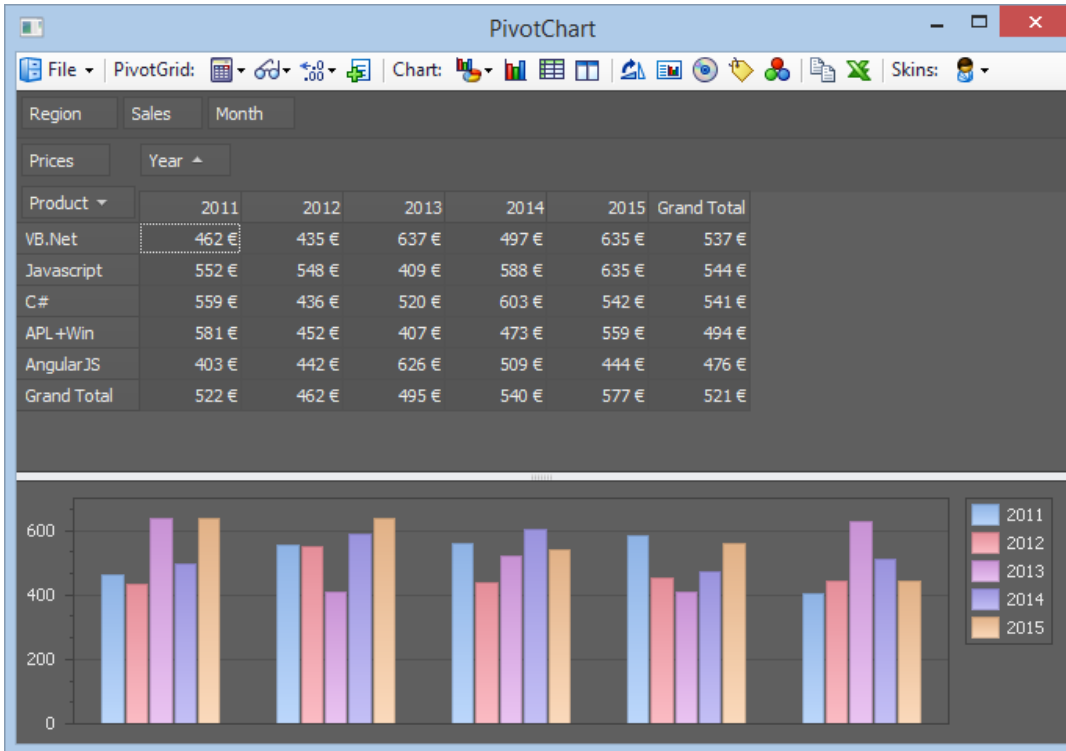 PivotChart
File PivotGrid: Chart: Skins:
Region Sales Month
Prices Year
Product 2011 2012 2013 2014 2015 Grand Total
VB.Net 462 € 435 € 637 € 497 € 635 € 537 €
Javascript 552 € 548 € 409 € 588 € 635 € 544 €
C# 559 € 436 € 520 € 603 € 542 € 541 €
APL+Win 581 € 452 € 407 € 473 € 559 € 494 €
AngularJS 403 € 442 € 626 € 509 € 444 € 476 €
Grand Total 522 € 462 € 495 € 540 € 577 € 521 €
600
400
200
0
2011
2012
2013
2014
2015